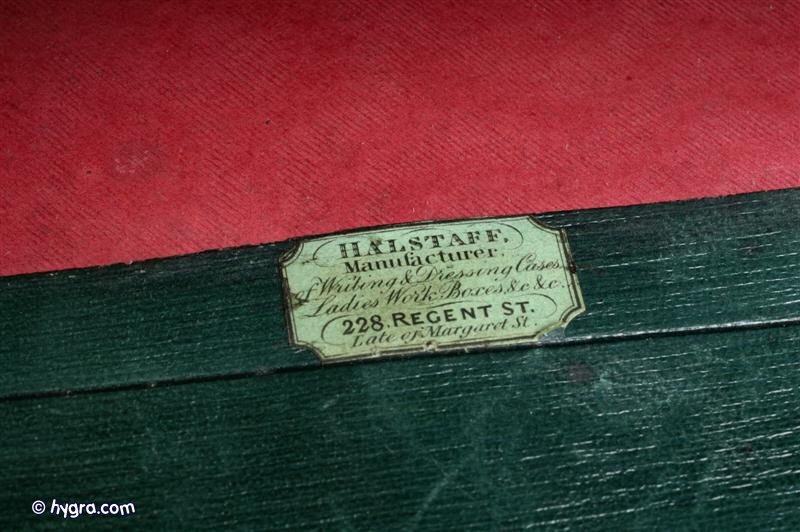 HALSTAFF,
Manufacturer.
of Writing & Dressing Cases,
Ladies' Work Boxes, &c &c.
228, REGENT ST.
Late of Margaret St.
© hygra.com